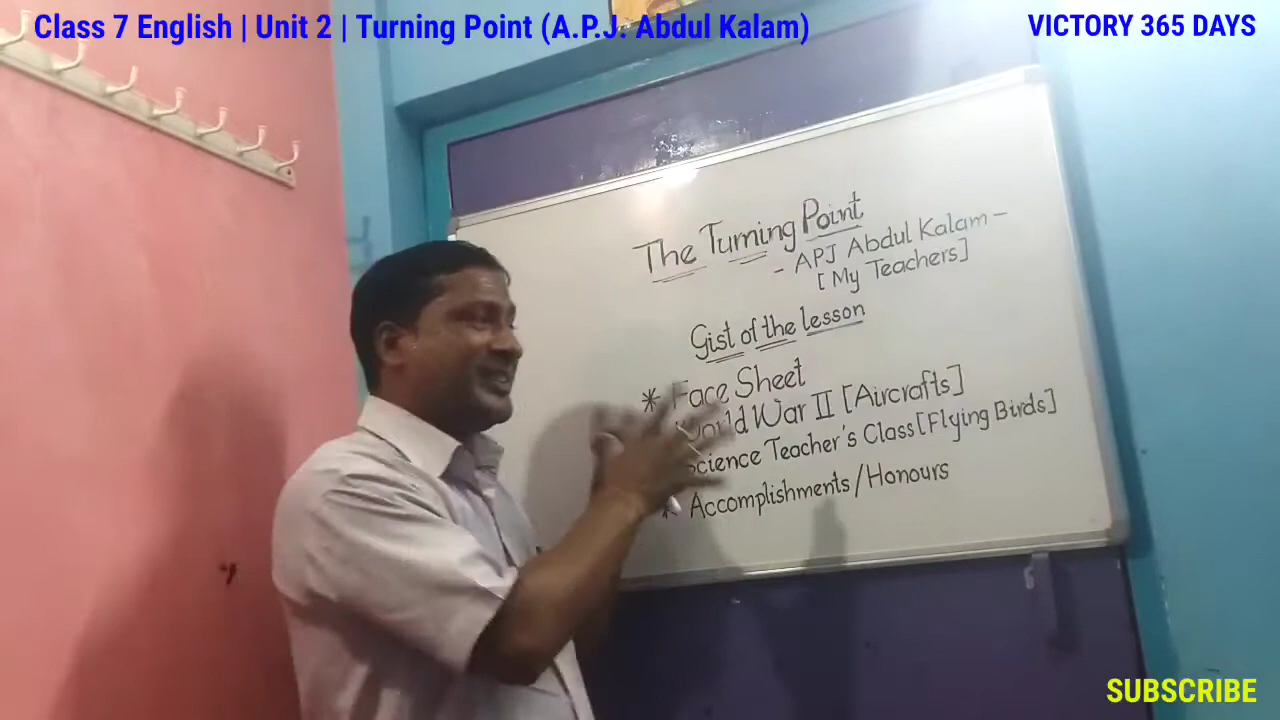 Class 7 English | Unit 2 | Turning Point (A.P.J. Abdul Kalam)
VICTORY 365 DAYS
The Turning Point
- APJ Abdul Kalam -
[My Teachers]
Gist of the lesson
* Face Sheet
World War II [Aircrafts]
Science Teacher's Class [Flying Birds]
* Accomplishments/Honours
SUBSCRIBE